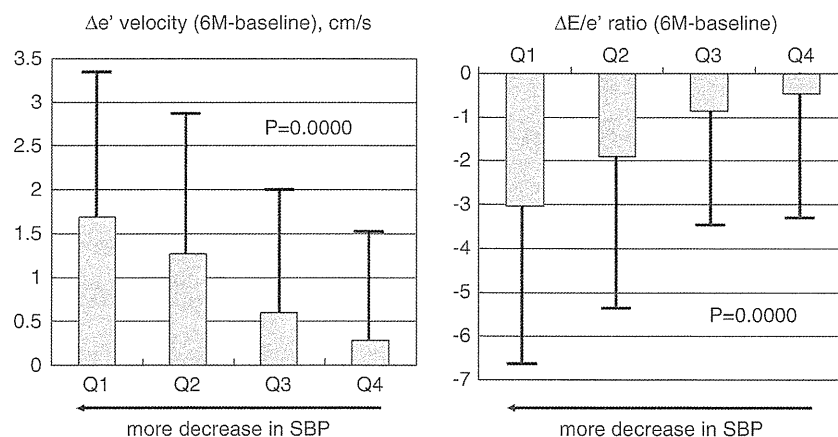 Δe' velocity (6M-baseline), cm/s
3.5
3
2.5
2
1.5
1
0.5
0
P=0.0000
Q1 Q2 Q3 Q4
more decrease in SBP
ΔE/e' ratio (6M-baseline)
Q1 Q2 Q3 Q4
0
-1
-2
-3
-4
-5
-6
-7
P=0.0000
more decrease in SBP